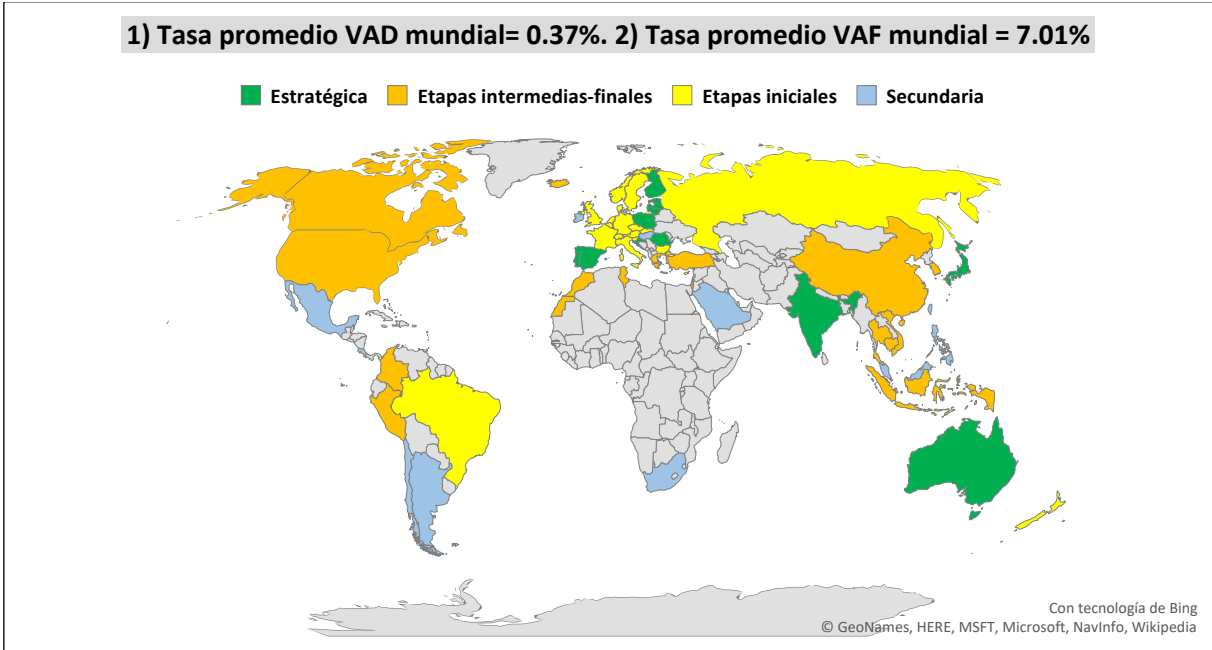 1) Tasa promedio VAD mundial= 0.37%. 2) Tasa promedio VAF mundial = 7.01%
Estratégica Etapas intermedias-finales Etapas iniciales Secundaria
Con tecnología de Bing
© GeoNames, HERE, MSFT, Microsoft, NavInfo, Wikipedia